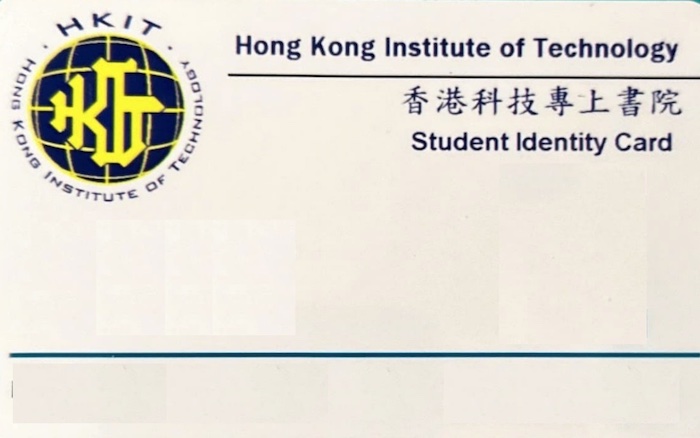 · HKIT ·
HONG KONG INSTITUTE OF TECHNOLOGY
HKIT
Hong Kong Institute of Technology
香港科技專上書院
Student Identity Card